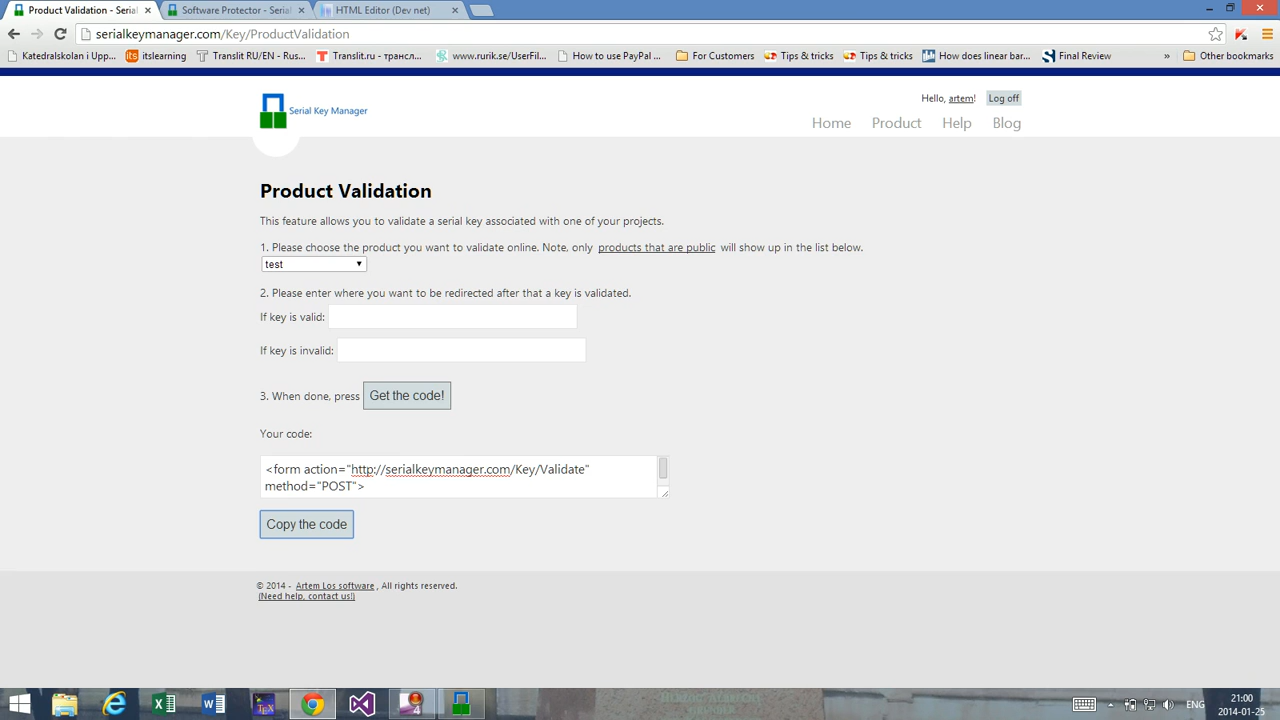 Product Validation - Seria
Software Protector - Serial
HTML Editor (Dev net)
serialkeymanager.com/Key/ProductValidation
Katedralskolan i Upp...
itslearning
Translit RU/EN - Rus...
Translit.ru - трансл...
www.rurik.se/UserFil...
How to use PayPal ...
For Customers
Tips & tricks
Tips & tricks
How does linear bar...
Final Review
»
Other bookmarks
Serial Key Manager
Hello, artem!
Log off
Home
Product
Help
Blog
Product Validation
This feature allows you to validate a serial key associated with one of your projects.
1. Please choose the product you want to validate online. Note, only products that are public will show up in the list below.
test
2. Please enter where you want to be redirected after that a key is validated.
If key is valid:
If key is invalid:
3. When done, press Get the code!
Your code:
<form action="http://serialkeymanager.com/Key/Validate"
method="POST">
Copy the code
© 2014 - Artem Los software , All rights reserved.
(Need help, contact us!)
ENG
21:00
2014-01-25